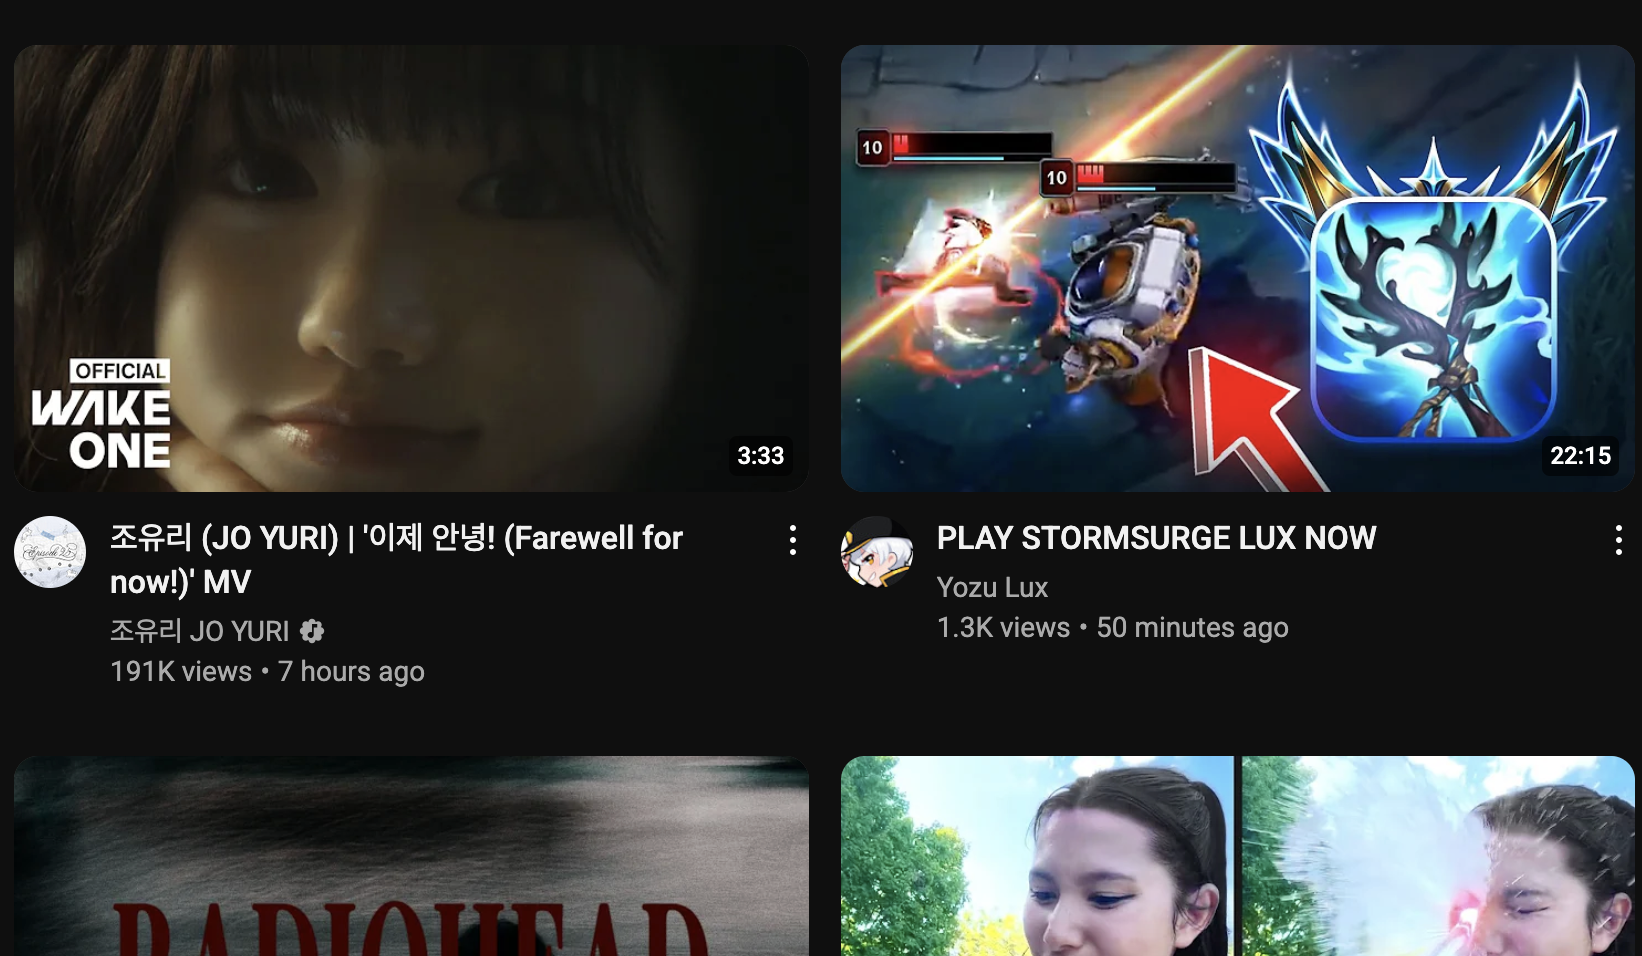 OFFICIAL
WAKE
ONE
3:33
10
10
22:15
조유리 (JO YURI) | '이제 안녕! (Farewell for
now!)' MV
조유리 JO YURI
191K views • 7 hours ago
PLAY STORMSURGE LUX NOW
Yozu Lux
1.3K views • 50 minutes ago
RADIOHEAD